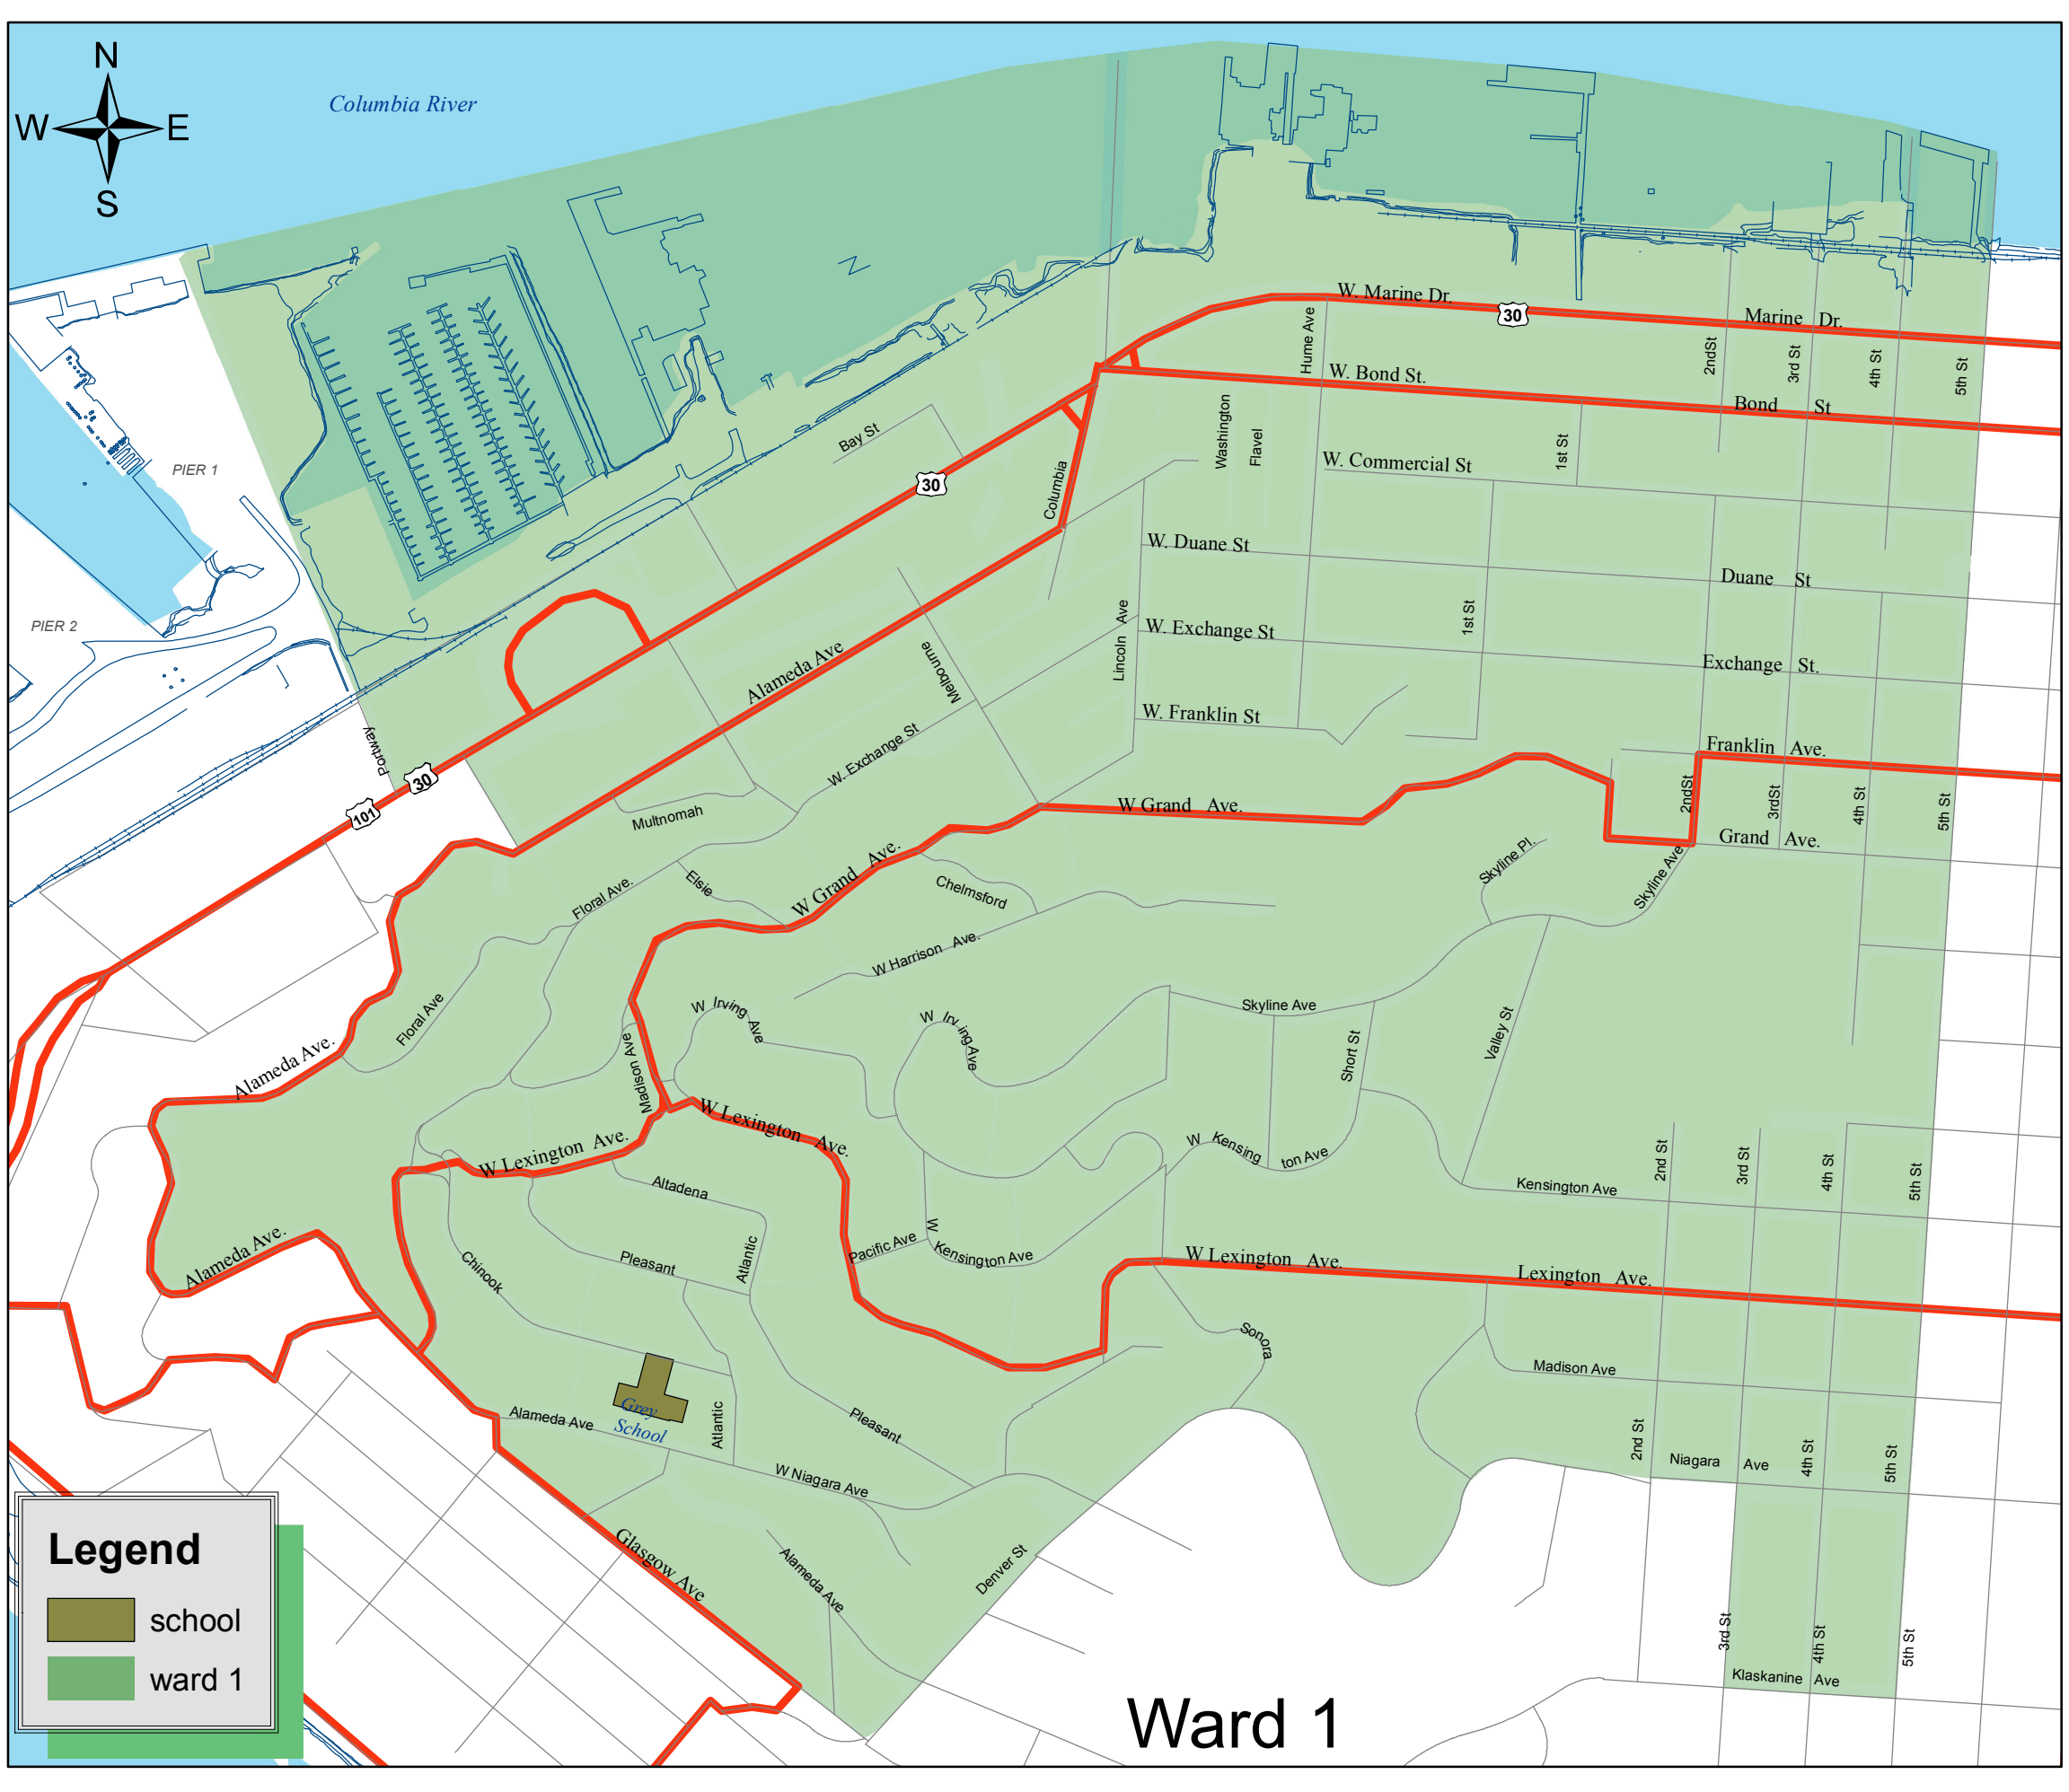 N
W E
S
Columbia River
PIER 1
PIER 2
W. Marine Dr.
30
Marine Dr.
Hume Ave
2ndSt
3rd St
4th St
5th St
W. Bond St.
Bond St
Bay St
30
Columbia
Washington
Flavel
1st St
W. Commercial St
W. Duane St
Duane St
Lincoln Ave
W. Exchange St
1st St
Exchange St.
Alameda Ave
Melbourne
W. Franklin St
Franklin Ave.
Portway
30
101
W. Exchange St
Multnomah
W Grand Ave.
2ndSt
3rdSt
4th St
5th St
Grand Ave.
Skyline Pl.
Skyline Ave
W Grand Ave.
Elsie
Chelmsford
Floral Ave.
W Harrison Ave.
Floral Ave
W Irving Ave
W Irving Ave
Skyline Ave
Short St
Valley St
Alameda Ave.
Madison Ave
W Lexington Ave.
W Lexington Ave.
W Kensing ton Ave
Kensington Ave
2nd St
3rd St
4th St
5th St
Altadena
Atlantic
Pleasant
Pacific Ave
W Kensington Ave
Alameda Ave.
Chinook
W Lexington Ave.
Lexington Ave.
Sonora
Madison Ave
Grey
School
Alameda Ave
Atlantic
Pleasant
W Niagara Ave
2nd St
Niagara Ave
4th St
5th St
Glasgow Ave
Alameda Ave
Denver St
3rd St
4th St
5th St
Klaskanine Ave
Legend
school
ward 1
Ward 1